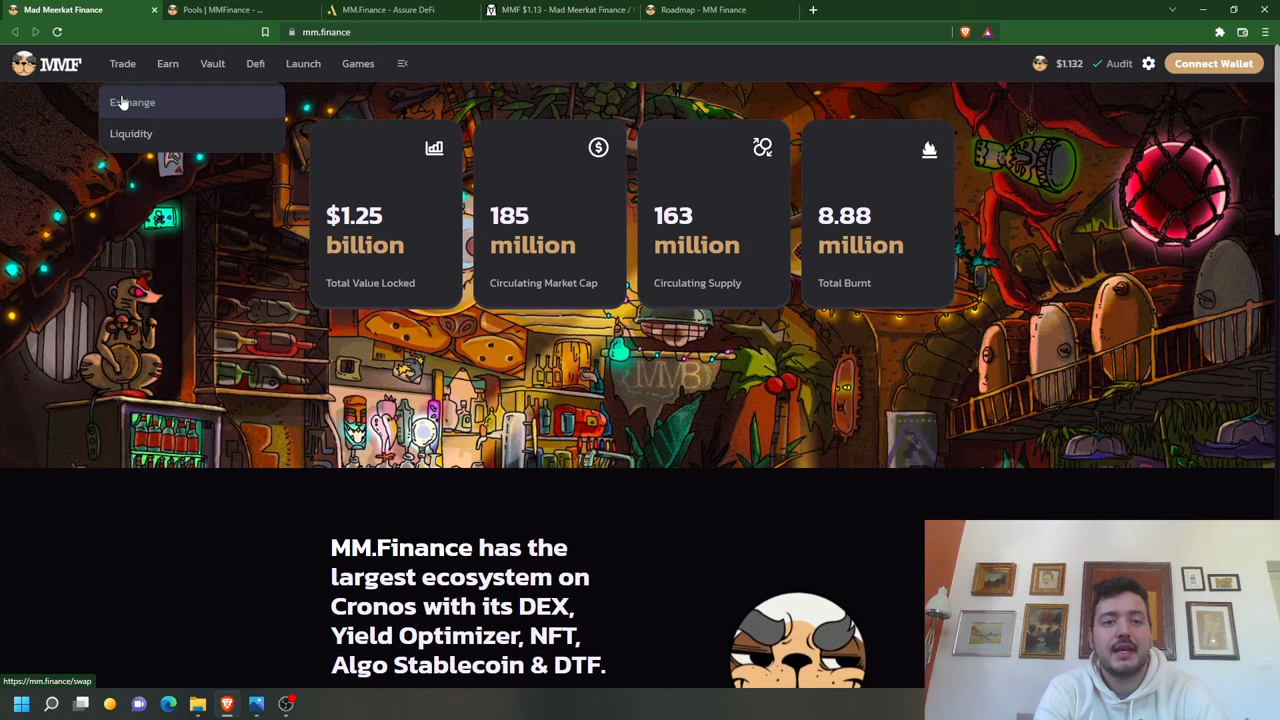 Mad Meerkat Finance
Pools | MMFinance - ...
MM.Finance - Assure DeFi
MMF $1.13 - Mad Meerkat Finance /
Roadmap - MM Finance
mm.finance
MMF
Trade
Earn
Vault
Defi
Launch
Games
$1.132
Audit
Connect Wallet
Exchange
Liquidity
$1.25
billion
Total Value Locked
185
million
Circulating Market Cap
163
million
Circulating Supply
8.88
million
Total Burnt
MMB
MM.Finance has the
largest ecosystem on
Cronos with its DEX,
Yield Optimizer, NFT,
Algo Stablecoin & DTF.
https://mm.finance/swap